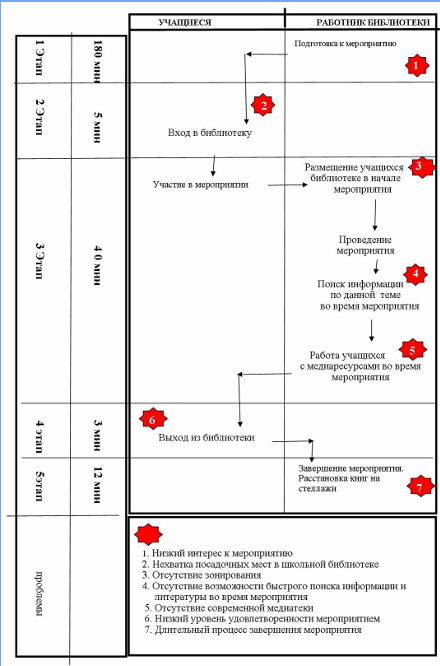 УЧАЩИЕСЯ
РАБОТНИК БИБЛИОТЕКИ
1 Этап
180 мин
Подготовка к мероприятию
1
2 Этап
5 мин
2
Вход в библиотеку
3 Этап
40 мин
Участие в мероприятии
Размещение учащихся
библиотеке в начале
мероприятия
3
Проведение
мероприятия
4
Поиск информации
по данной теме
во время мероприятия
5
Работа учащихся
с медиаресурсами во время
мероприятия
4 этап
3 мин
6
Выход из библиотеки
5этап
12 мин
Завершение мероприятия.
Расстановка книг на
стеллажи
7
проблемы
1. Низкий интерес к мероприятию
2. Нехватка посадочных мест в школьной библиотеке
3. Отсутствие зонирования
4. Отсутствие возможности быстрого поиска информации и
литературы во время мероприятия
5. Отсутствие современной медиатеки
6. Низкий уровень удовлетворенности мероприятием
7. Длительный процесс завершения мероприятия